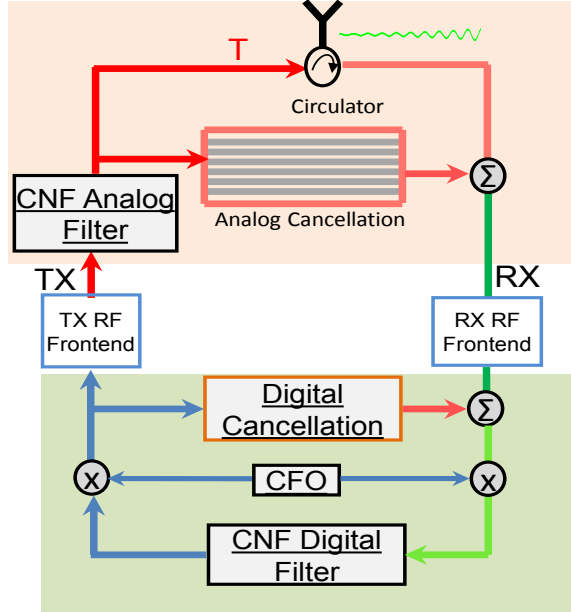 T
Circulator
CNF Analog
Filter
Σ
Analog Cancellation
TX
RX
TX RF
Frontend
RX RF
Frontend
Digital
Cancellation
Σ
x
CFO
x
CNF Digital
Filter